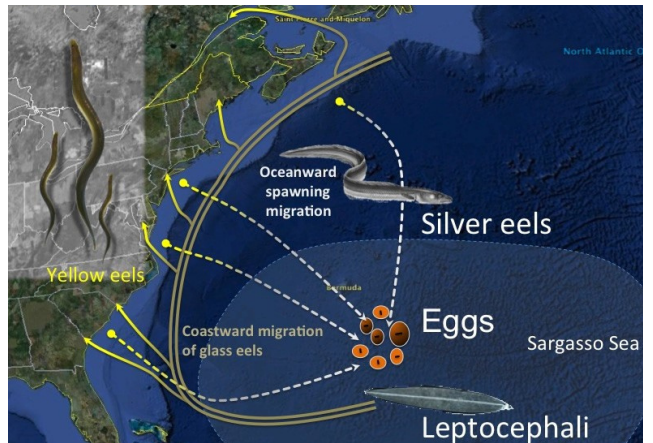 Saint Pierre and Miquelon
North Atlantic O
Oceanward
spawning
migration
Silver eels
Yellow eels
Bermuda
Eggs
Coastward migration
of glass eels
Sargasso Sea
Leptocephali